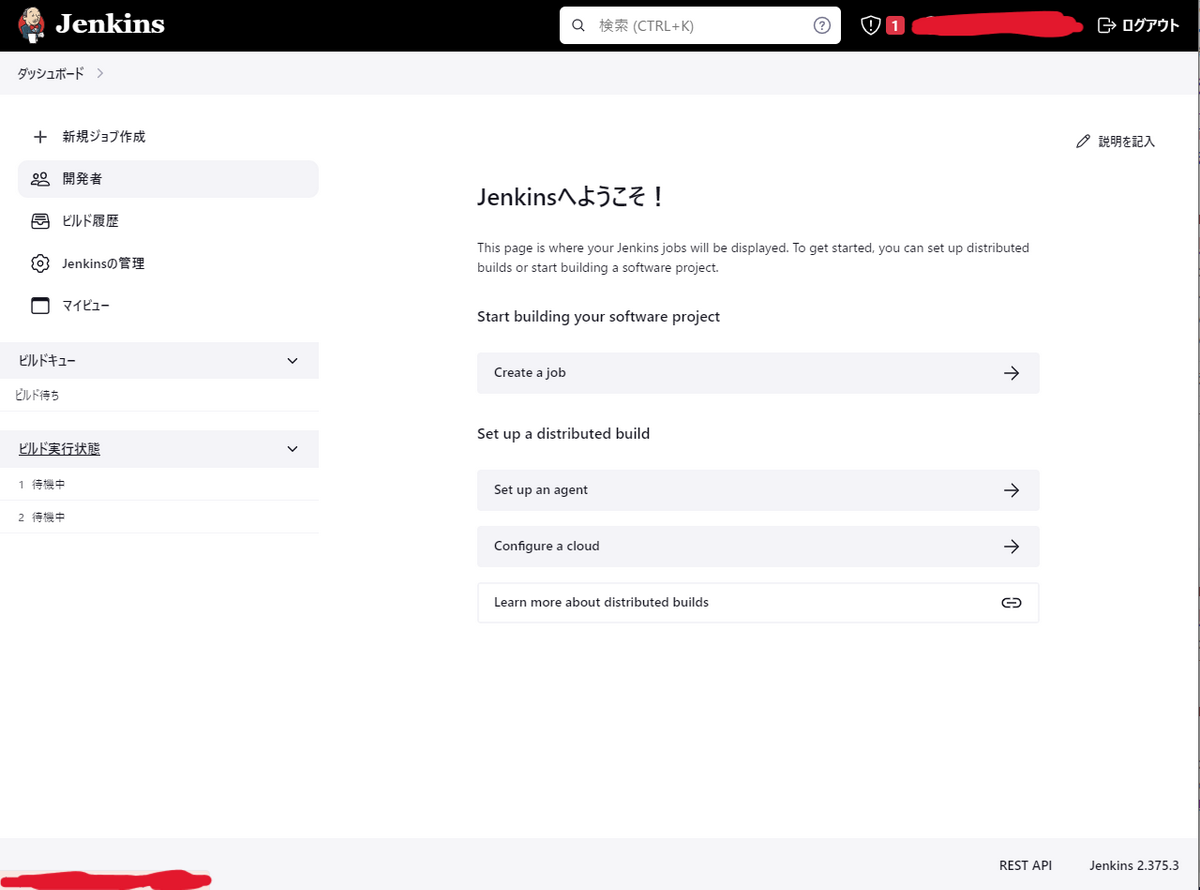 Jenkins
検索 (CTRL+K)
1
ログアウト
ダッシュボード
新規ジョブ作成
説明を記入
開発者
ビルド履歴
Jenkinsの管理
マイビュー
ビルドキュー
ビルド待ち
ビルド実行状態
1 待機中
2 待機中
Jenkinsへようこそ！
This page is where your Jenkins jobs will be displayed. To get started, you can set up distributed
builds or start building a software project.
Start building your software project
Create a job
Set up a distributed build
Set up an agent
Configure a cloud
Learn more about distributed builds
REST API
Jenkins 2.375.3